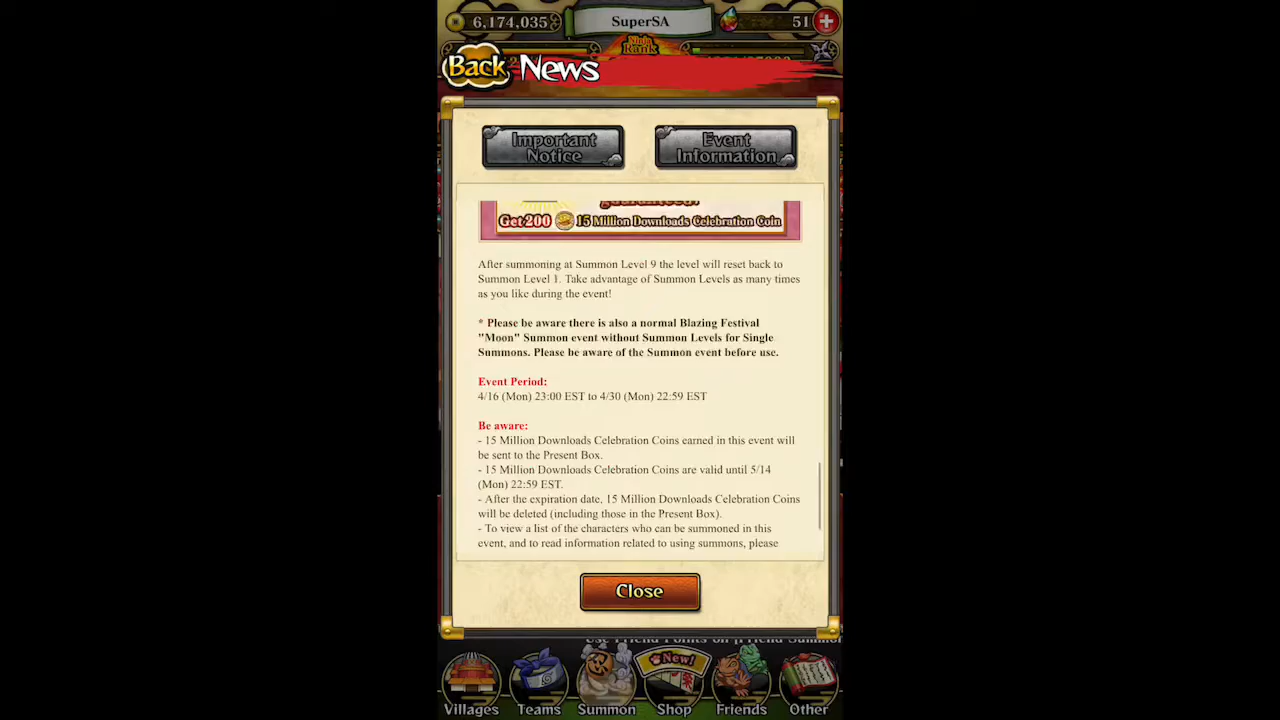 6,174,035
SuperSA
51
Ninja
Rank
Back
News
Important
Notice
Event
Information
guaranteed!
Get 200 15 Million Downloads Celebration Coin
After summoning at Summon Level 9 the level will reset back to
Summon Level 1. Take advantage of Summon Levels as many times
as you like during the event!
* Please be aware there is also a normal Blazing Festival
"Moon" Summon event without Summon Levels for Single
Summons. Please be aware of the Summon event before use.
Event Period:
4/16 (Mon) 23:00 EST to 4/30 (Mon) 22:59 EST
Be aware:
- 15 Million Downloads Celebration Coins earned in this event will
be sent to the Present Box.
- 15 Million Downloads Celebration Coins are valid until 5/14
(Mon) 22:59 EST.
- After the expiration date, 15 Million Downloads Celebration Coins
will be deleted (including those in the Present Box).
- To view a list of the characters who can be summoned in this
event, and to read information related to using summons, please
Close
Use Friend Points on [Friend Summon
New!
Villages
Teams
Summon
Shop
Friends
Other